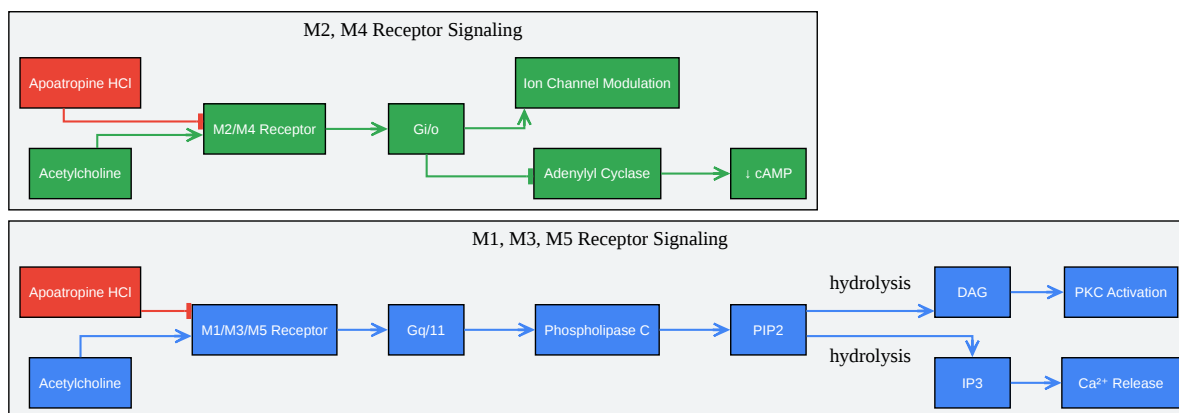 M2, M4 Receptor Signaling
Apoatropine HCl
Ion Channel Modulation
M2/M4 Receptor
Gi/o
Acetylcholine
Adenylyl Cyclase
↓ cAMP
M1, M3, M5 Receptor Signaling
Apoatropine HCl
hydrolysis
DAG
PKC Activation
M1/M3/M5 Receptor
Gq/11
Phospholipase C
PIP2
hydrolysis
Acetylcholine
IP3
Ca²⁺ Release